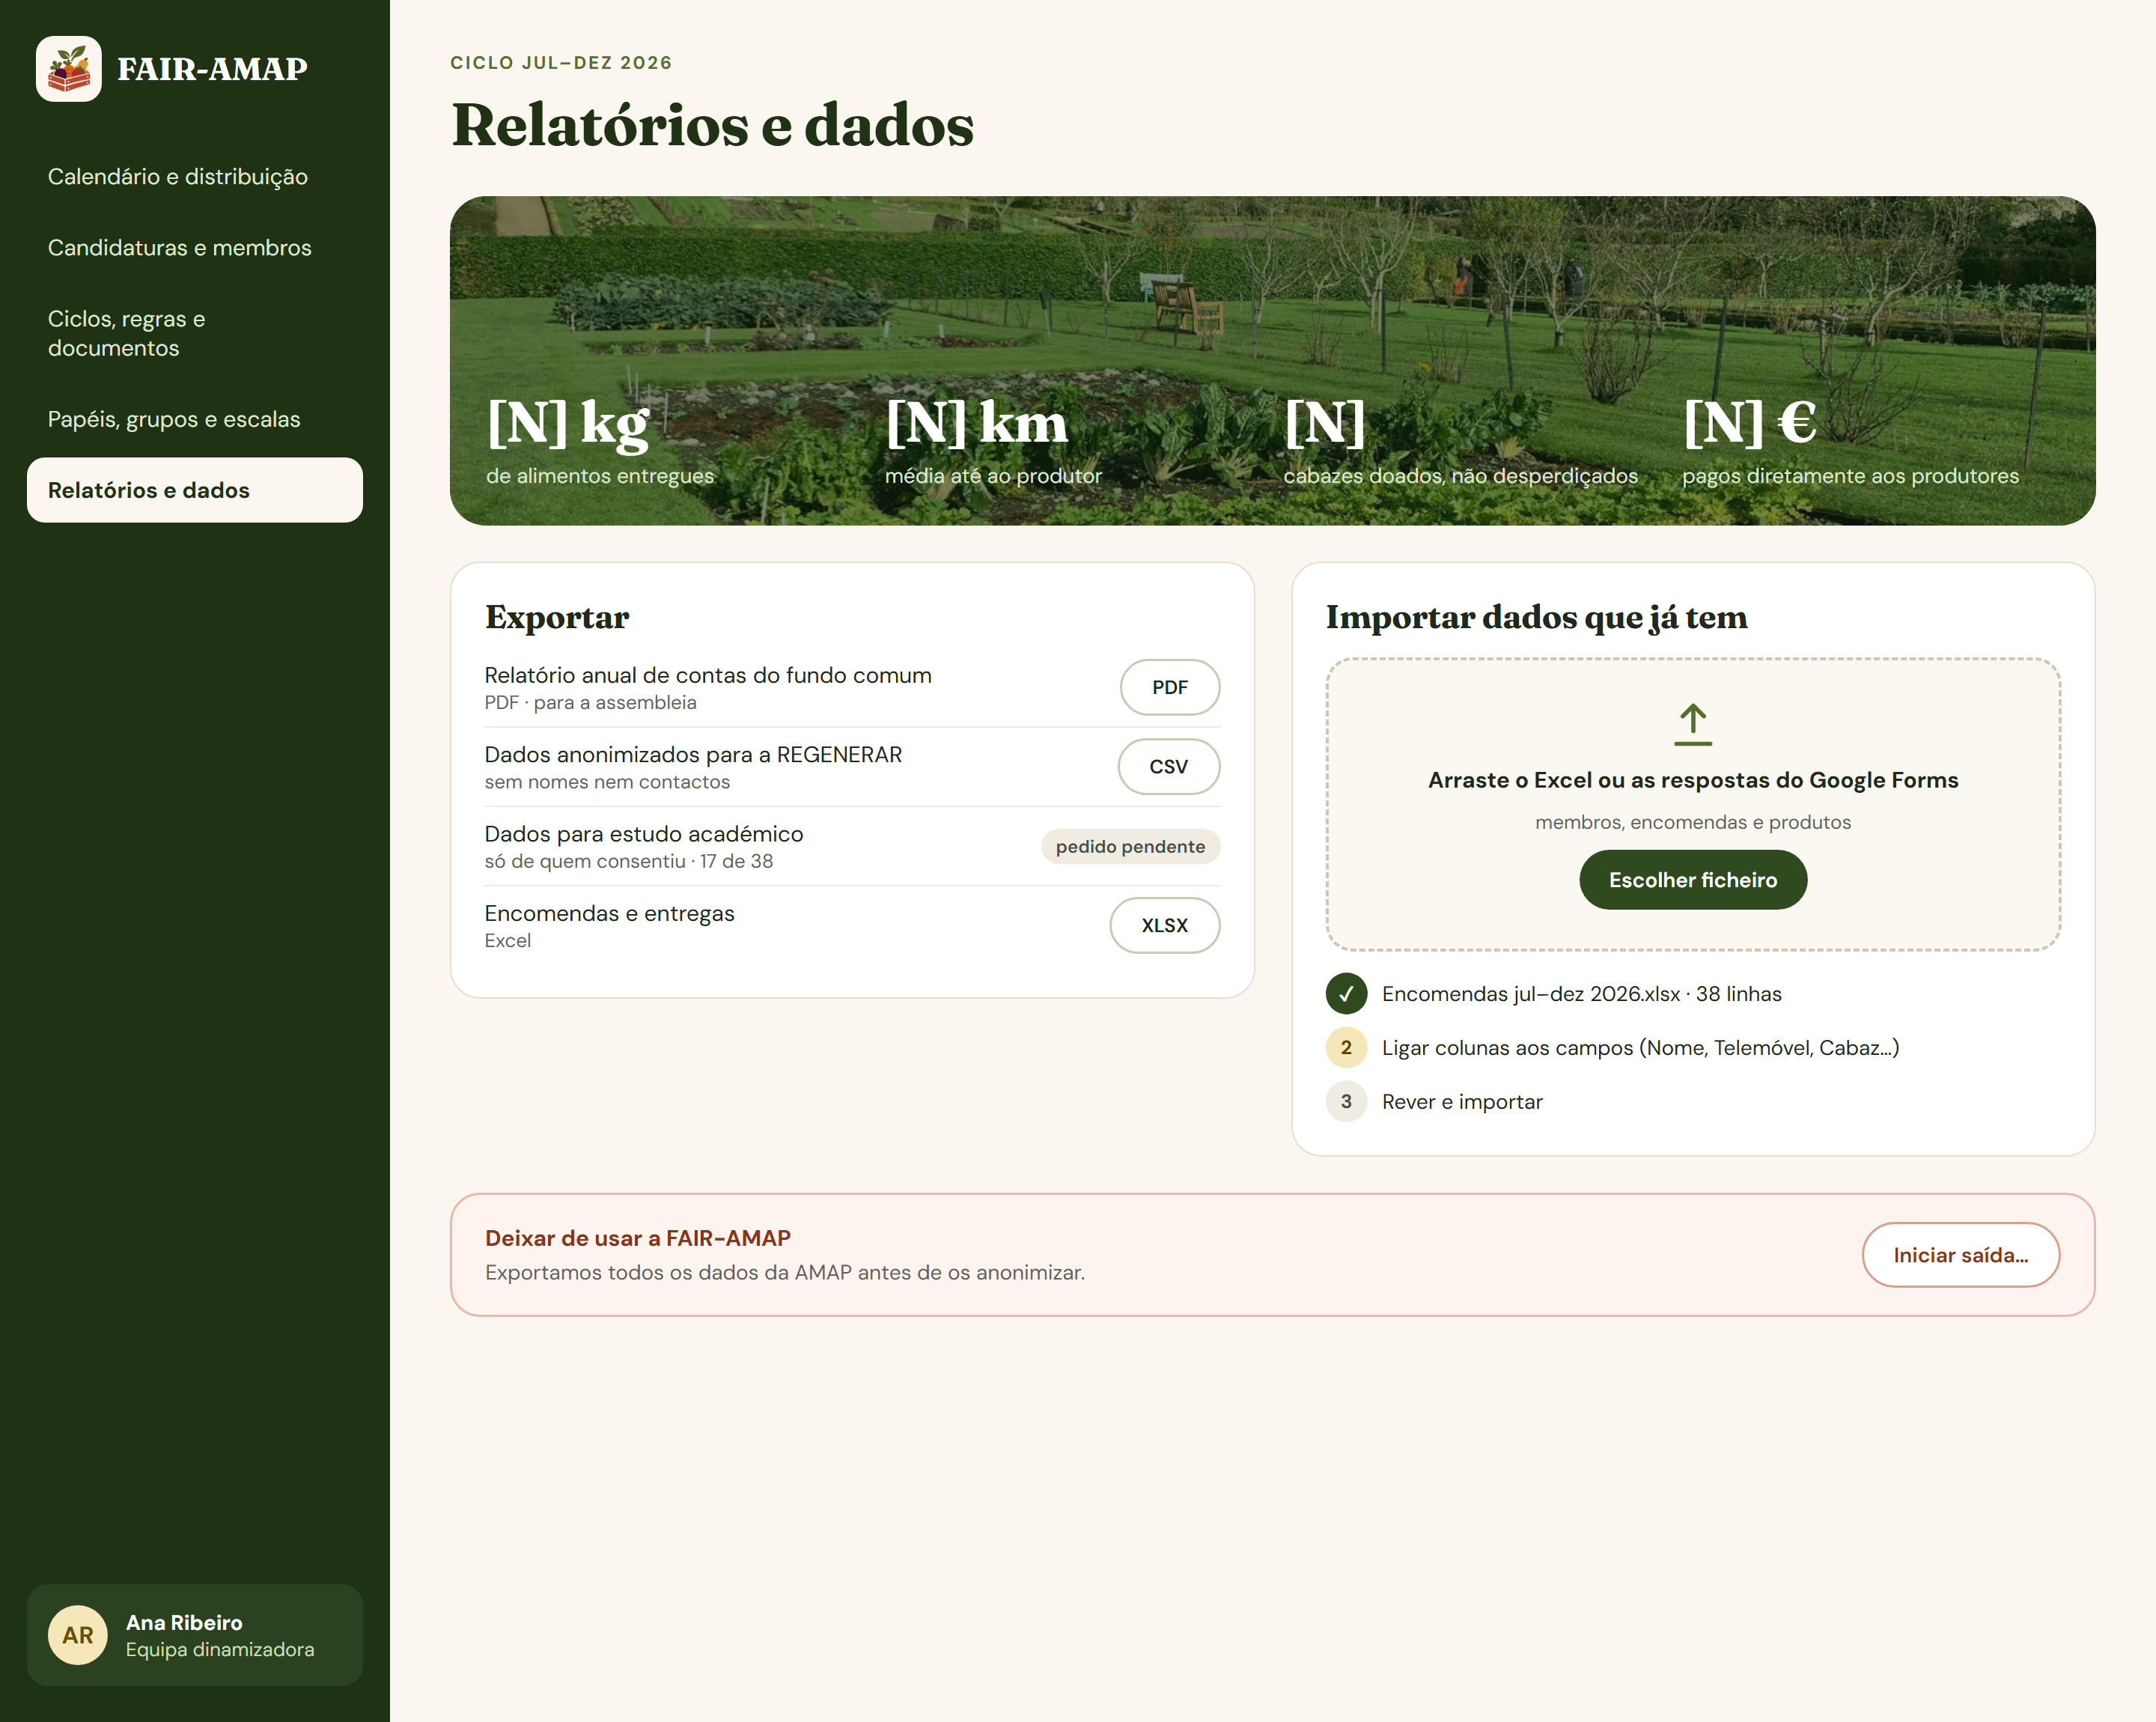 FAIR-AMAP
Calendário e distribuição
Candidaturas e membros
Ciclos, regras e
documentos
Papéis, grupos e escalas
Relatórios e dados
AR
Ana Ribeiro
Equipa dinamizadora
CICLO JUL–DEZ 2026
Relatórios e dados
[N] kg
de alimentos entregues
[N] km
média até ao produtor
[N]
cabazes doados, não desperdiçados
[N] €
pagos diretamente aos produtores
Exportar
Relatório anual de contas do fundo comum
PDF · para a assembleia
PDF
Dados anonimizados para a REGENERAR
sem nomes nem contactos
CSV
Dados para estudo académico
só de quem consentiu · 17 de 38
pedido pendente
Encomendas e entregas
Excel
XLSX
Importar dados que já tem
Arraste o Excel ou as respostas do Google Forms
membros, encomendas e produtos
Escolher ficheiro
✓ Encomendas jul–dez 2026.xlsx · 38 linhas
2 Ligar colunas aos campos (Nome, Telemóvel, Cabaz…)
3 Rever e importar
Deixar de usar a FAIR-AMAP
Exportamos todos os dados da AMAP antes de os anonimizar.
Iniciar saída…